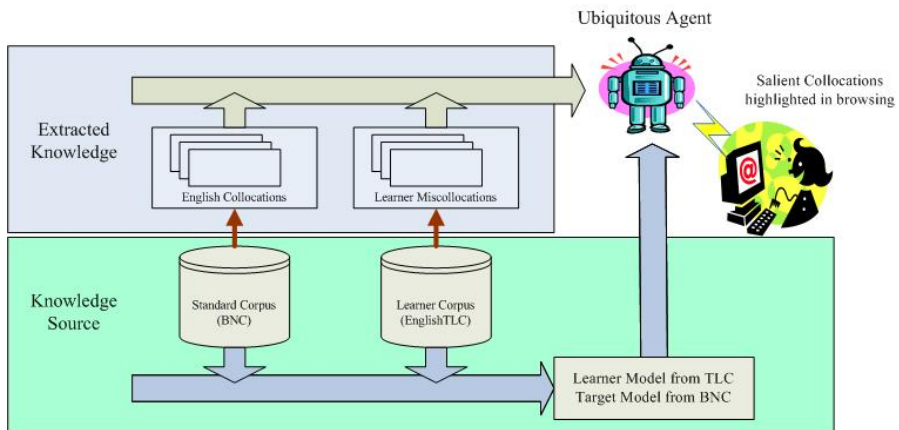 Ubiquitous Agent
Salient Collocations
highlighted in browsing
Extracted
Knowledge
English Collocations
Learner Miscollocations
@
Knowledge
Source
Standard Corpus
(BNC)
Learner Corpus
(EnglishTLC)
Learner Model from TLC
Target Model from BNC